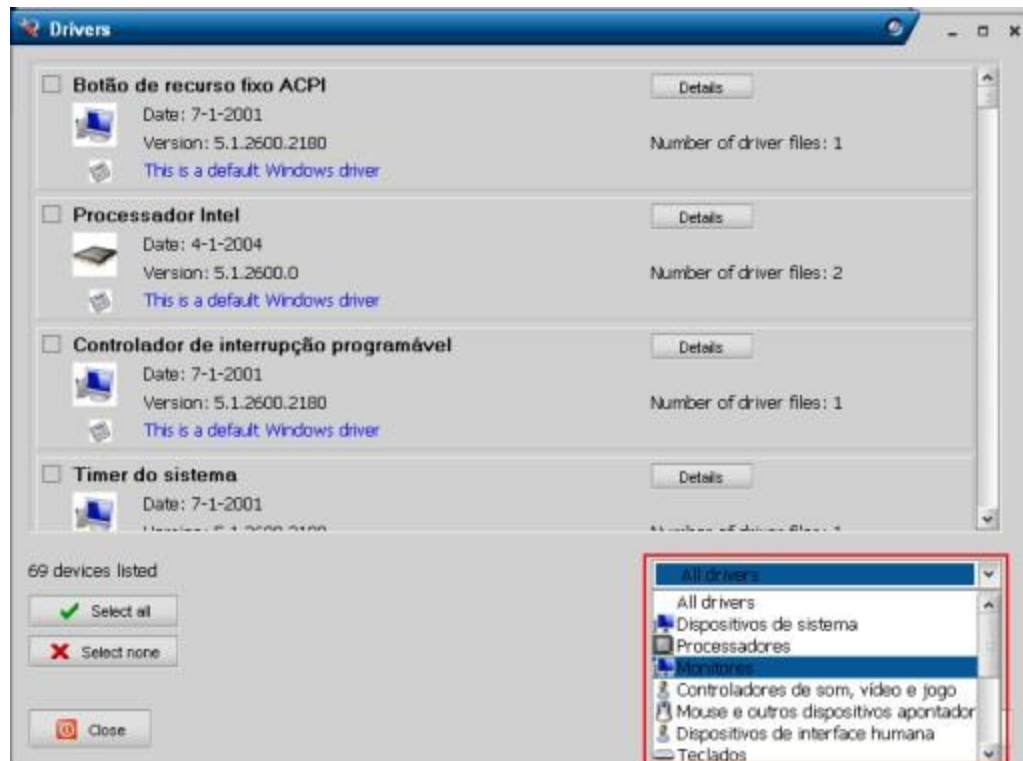 Drivers
Botão de recurso fixo ACPI
Details
Date: 7-1-2001
Version: 5.1.2600.2180
Number of driver files: 1
This is a default Windows driver
Processador Intel
Details
Date: 4-1-2004
Version: 5.1.2600.0
Number of driver files: 2
This is a default Windows driver
Controlador de interrupção programável
Details
Date: 7-1-2001
Version: 5.1.2600.2180
Number of driver files: 1
This is a default Windows driver
Timer do sistema
Details
Date: 7-1-2001
69 devices listed
Select all
Select none
Close
All drivers
All drivers
Dispositivos de sistema
Processadores
Monitores
Controladores de som, vídeo e jogo
Mouse e outros dispositivos apontador
Dispositivos de interface humana
Teclados